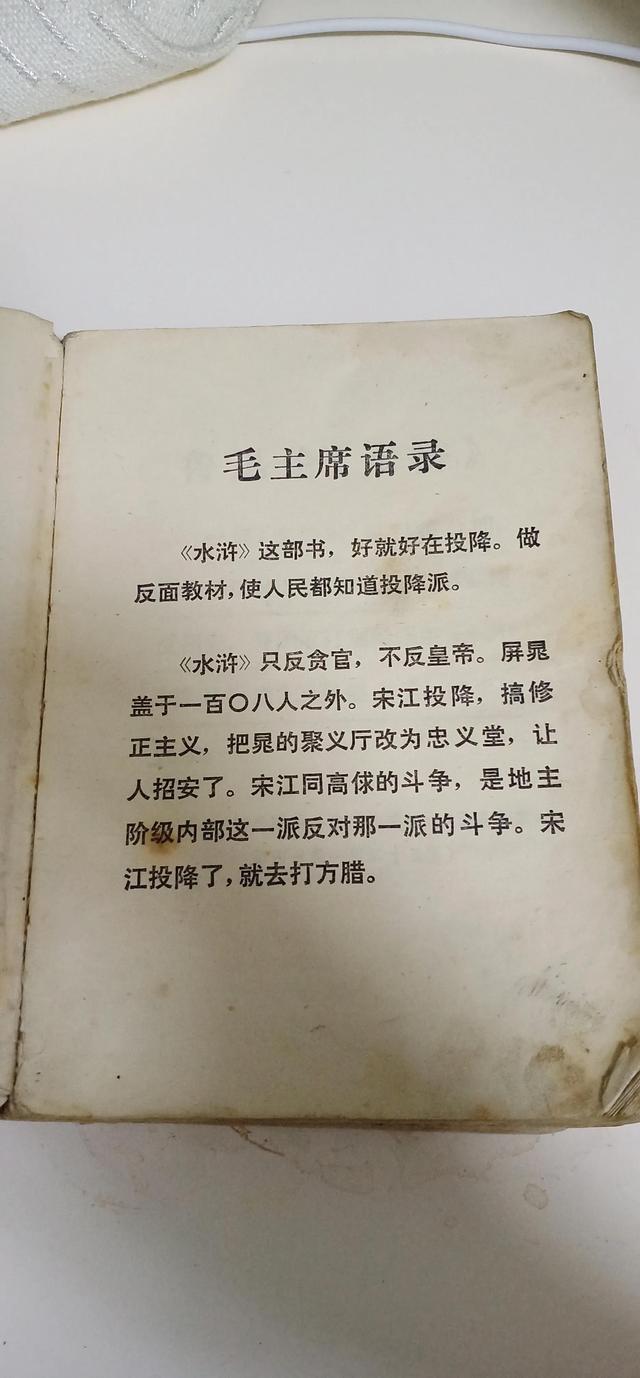 毛主席语录
《水浒》这部书，好就好在投降。做
反面教材，使人民都知道投降派。
《水浒》只反贪官，不反皇帝。屏晁
盖于一百〇八人之外。宋江投降，搞修
正主义，把晁的聚义厅改为忠义堂，让
人招安了。宋江同高俅的斗争，是地主
阶级内部这一派反对那一派的斗争。宋
江投降了，就去打方腊。